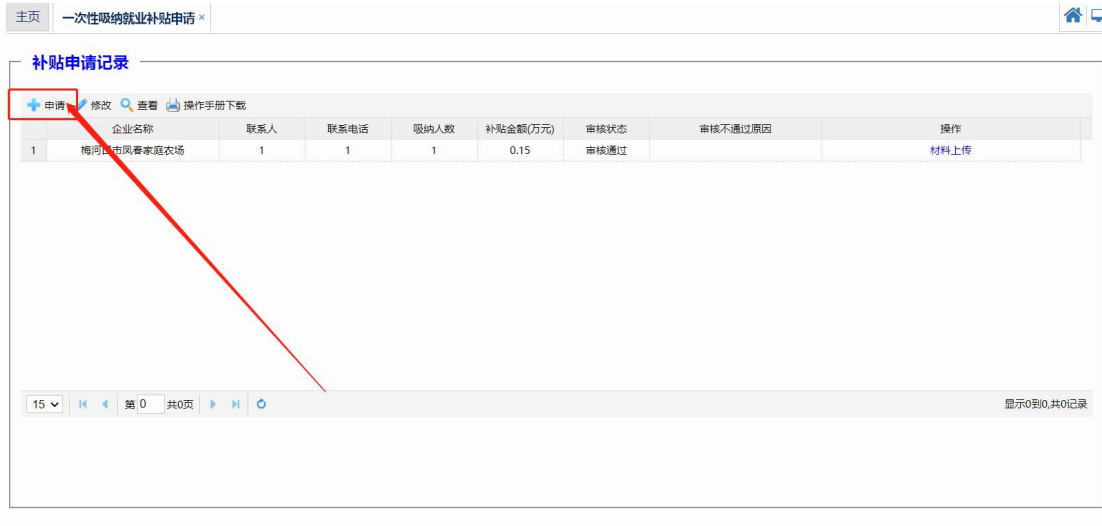 主页 一次性吸纳就业补贴申请 ×
补贴申请记录
申请 修改 查看 操作手册下载
企业名称 联系人 联系电话 吸纳人数 补贴金额(万元) 审核状态 审核不通过原因 操作
1 梅河口市凤春家庭农场 1 1 1 0.15 审核通过 材料上传
15 第 0 共0页 显示0到0,共0记录